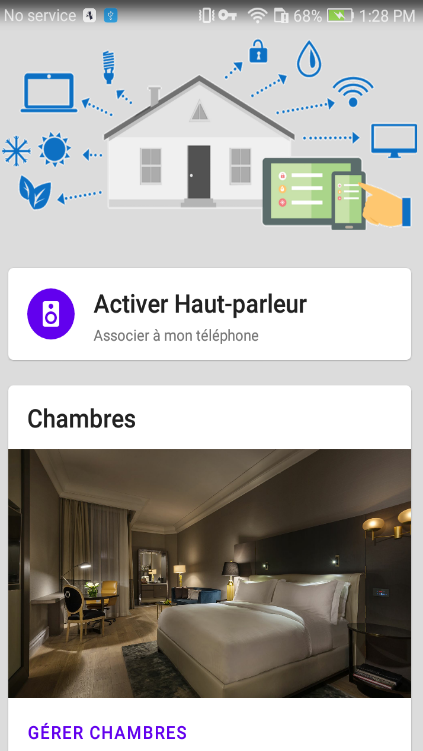 No service 68% 1:28 PM
Activer Haut-parleur
Associer à mon téléphone
Chambres
GÉRER CHAMBRES